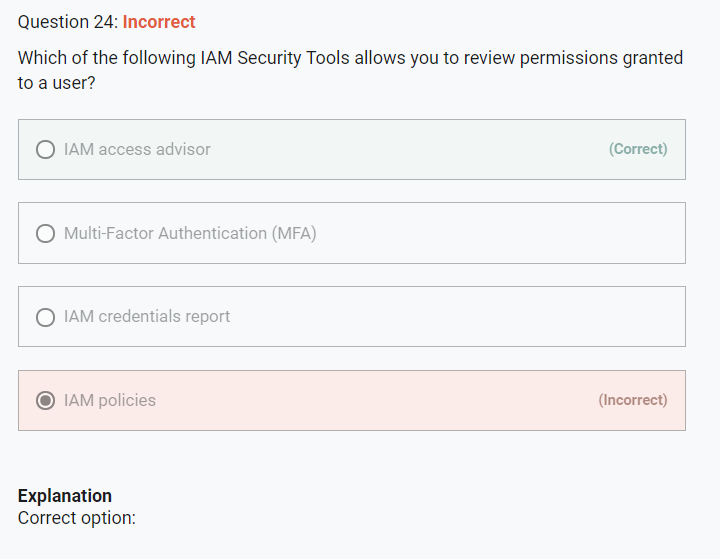 Question 24: Incorrect
Which of the following IAM Security Tools allows you to review permissions granted
to a user?
IAM access advisor (Correct)
Multi-Factor Authentication (MFA)
IAM credentials report
IAM policies (Incorrect)
Explanation
Correct option: